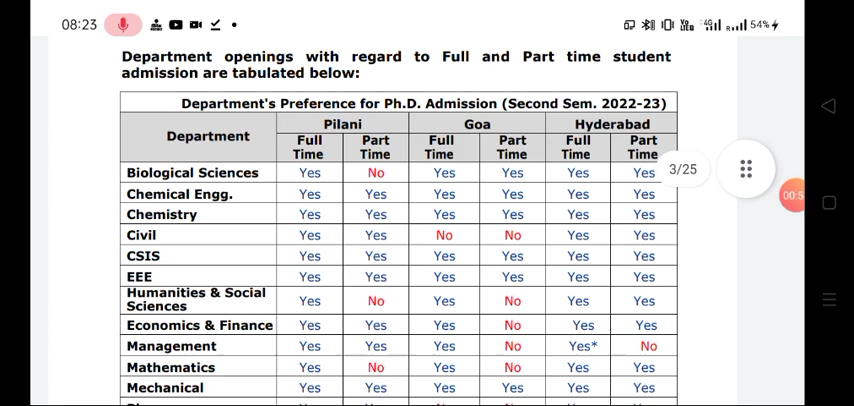 08:23
54%
Department openings with regard to Full and Part time student
admission are tabulated below:
Department's Preference for Ph.D. Admission (Second Sem. 2022-23)
Department Pilani Goa Hyderabad
Full Time Part Time Full Time Part Time Full Time Part Time
3/25
Biological Sciences Yes No Yes Yes Yes Yes
Chemical Engg. Yes Yes Yes Yes Yes Yes
Chemistry Yes Yes Yes Yes Yes Yes
Civil Yes Yes No No Yes Yes
CSIS Yes Yes Yes Yes Yes Yes
EEE Yes Yes Yes Yes Yes Yes
Humanities & Social
Sciences Yes No Yes No Yes Yes
Economics & Finance Yes Yes Yes No Yes Yes
Management Yes Yes Yes No Yes* No
Mathematics Yes No Yes No Yes Yes
Mechanical Yes Yes Yes Yes Yes Yes